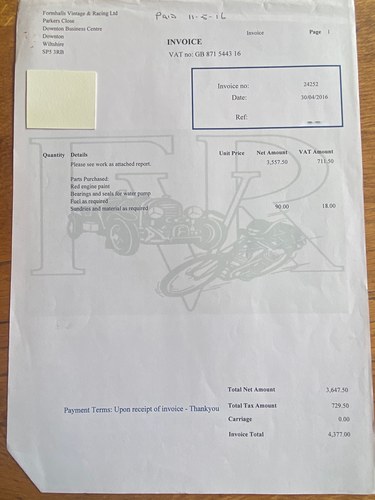 Fornhulls Vintage & Racing Ltd
Parkers Close
Downton Business Centre
Downton
Wiltshire
SP5 3RB
Paid 11-5-16
Invoice
Page 1
INVOICE
VAT no: GB 871 5443 16
Invoice no: 24252
Date: 30/04/2016
Ref:
Quantity Details Unit Price Net Amount VAT Amount
Please see work as attached report. 3,557.50 711.50
Parts Purchased:
Red engine paint
Bearings and seals for water pump
Fuel as required
Sundries and material as required 90.00 18.00
FVR
Total Net Amount 3,647.50
Payment Terms: Upon receipt of invoice - Thankyou
Total Tax Amount 729.50
Carriage 0.00
Invoice Total 4,377.00